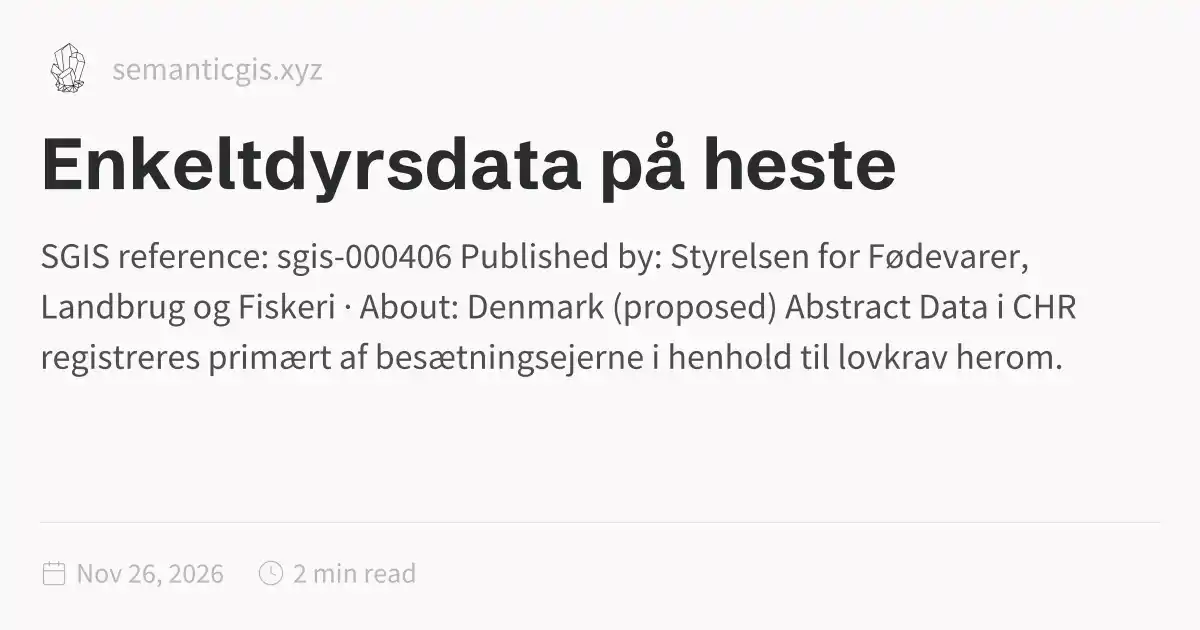 semanticgis.xyz
Enkeltdyrsdata på heste
SGIS reference: sgis-000406 Published by: Styrelsen for Fødevarer,
Landbrug og Fiskeri · About: Denmark (proposed) Abstract Data i CHR
registreres primært af besætningsejerne i henhold til lovkrav herom.
Nov 26, 2026 2 min read